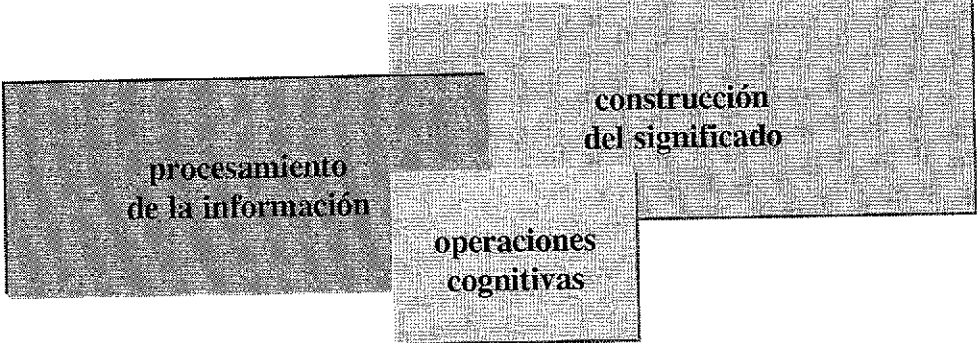 procesamiento
de la información
construcción
del significado
operaciones
cognitivas